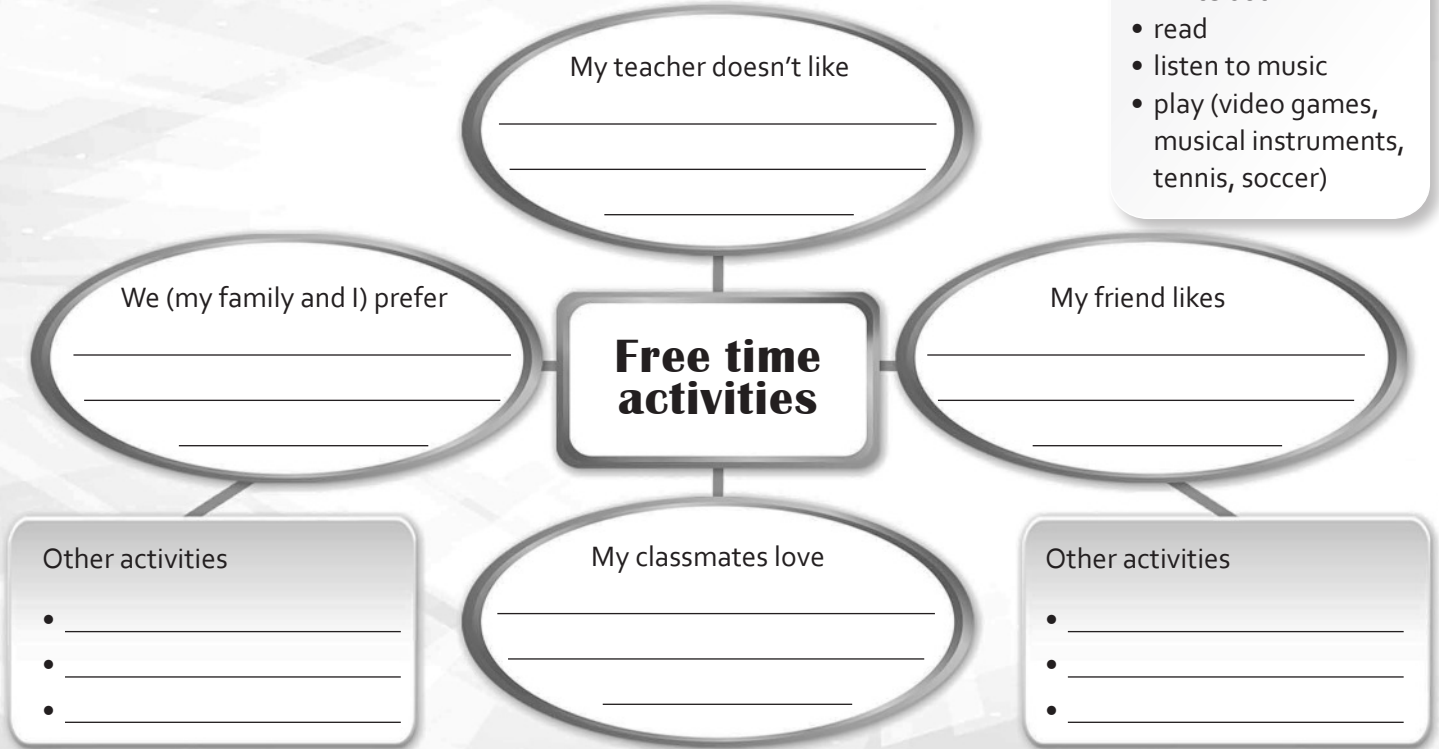 My teacher doesn't like
• read
• listen to music
• play (video games,
musical instruments,
tennis, soccer)
We (my family and I) prefer
Free time
activities
My friend likes
Other activities
•
•
•
My classmates love
Other activities
•
•
•